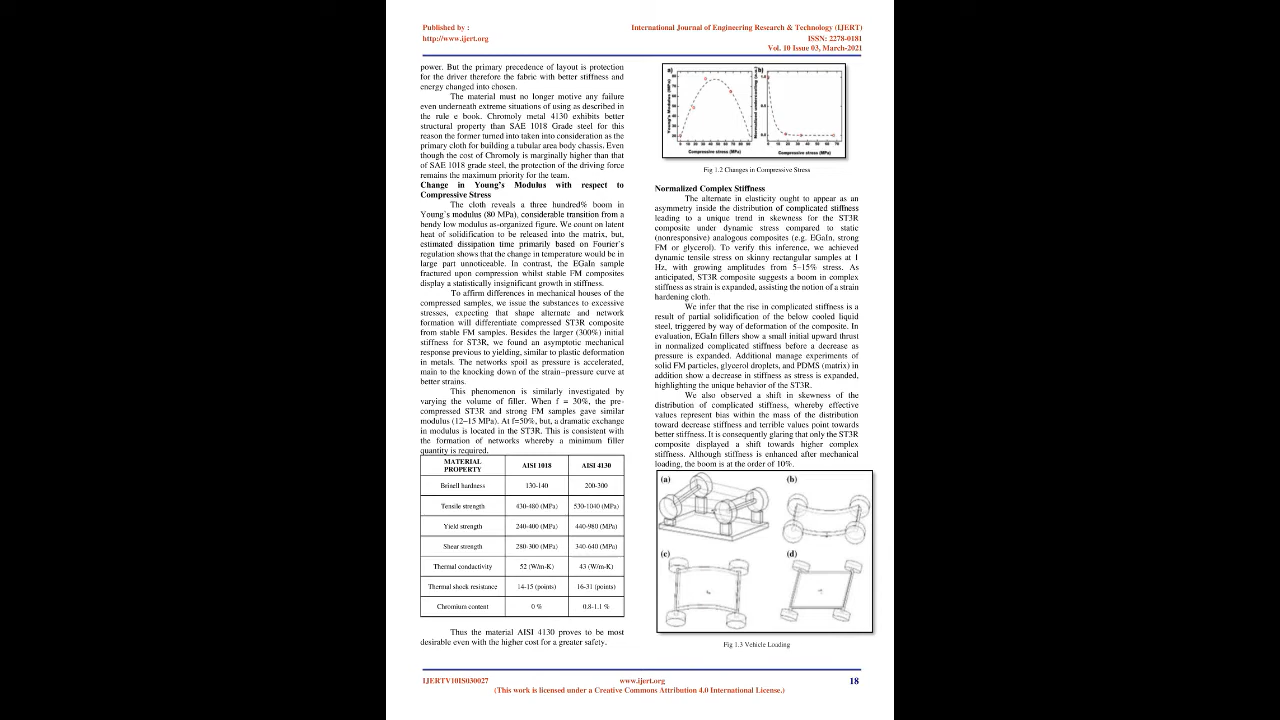 Published by :
http://www.ijert.org
International Journal of Engineering Research & Technology (IJERT)
ISSN: 2278-0181
Vol. 10 Issue 03, March-2021
power. But the primary precedence of layout is protection
for the driver therefore the fabric with better stiffness and
energy changed into chosen.
The material must no longer motive any failure
even underneath extreme situations of using as described in
the rule e book. Chromoly metal 4130 exhibits better
structural property than SAE 1018 Grade steel for this
reason the former turned into taken into consideration as the
primary cloth for building a tubular area body chassis. Even
though the cost of Chromoly is marginally higher than that
of SAE 1018 grade steel, the protection of the driving force
remains the maximum priority for the team.
Change in Young's Modulus with respect to
Compressive Stress
The cloth reveals a three hundred% boom in
Young's modulus (80 MPa), considerable transition from a
bendy low modulus as-organized figure. We count on latent
heat of solidification to be released into the matrix, but,
estimated dissipation time primarily based on Fourier's
regulation shows that the change in temperature would be in
large part unnoticeable. In contrast, the EGaIn sample
fractured upon compression whilst stable FM composites
display a statistically insignificant growth in stiffness.
To affirm differences in mechanical houses of the
compressed samples, we issue the substances to excessive
stresses, expecting that shape alternate and network
formation will differentiate compressed ST3R composite
from stable FM samples. Besides the larger (300%) initial
stiffness for ST3R, we found an asymptotic mechanical
response previous to yielding, similar to plastic deformation
in metals. The networks spoil as pressure is accelerated,
main to the knocking down of the strain–pressure curve at
better strains.
This phenomenon is similarly investigated by
varying the volume of filler. When f = 30%, the pre-
compressed ST3R and strong FM samples gave similar
modulus (12–15 MPa). At f=50%, but, a dramatic exchange
in modulus is located in the ST3R. This is consistent with
the formation of networks whereby a minimum filler
quantity is required.
MATERIAL PROPERTY AISI 1018 AISI 4130
Brinell hardness 130-140 200-300
Tensile strength 430-480 (MPa) 530-1040 (MPa)
Yield strength 240-400 (MPa) 440-980 (MPa)
Shear strength 280-300 (MPa) 340-640 (MPa)
Thermal conductivity 52 (W/m-K) 43 (W/m-K)
Thermal shock resistance 14-15 (points) 16-31 (points)
Chromium content 0 % 0.8-1.1 %
Thus the material AISI 4130 proves to be most
desirable even with the higher cost for a greater safety.
a)
b)
Young's Modulus (MPa)
Compressive stress (MPa)
Compressive stress (MPa)
Fig 1.2 Changes in Compressive Stress
Normalized Complex Stiffness
The alternate in elasticity ought to appear as an
asymmetry inside the distribution of complicated stiffness
leading to a unique trend in skewness for the ST3R
composite under dynamic stress compared to static
(nonresponsive) analogous composites (e.g. EGaIn, strong
FM or glycerol). To verify this inference, we achieved
dynamic tensile stress on skinny rectangular samples at 1
Hz, with growing amplitudes from 5–15% stress. As
anticipated, ST3R composite suggests a boom in complex
stiffness as strain is expanded, assisting the notion of a strain
hardening cloth.
We infer that the rise in complicated stiffness is a
result of partial solidification of the below cooled liquid
steel, triggered by way of deformation of the composite. In
evaluation, EGaIn fillers show a small initial upward thrust
in normalized complicated stiffness before a decrease as
pressure is expanded. Additional manage experiments of
solid FM particles, glycerol droplets, and PDMS (matrix) in
addition show a decrease in stiffness as stress is expanded,
highlighting the unique behavior of the ST3R.
We also observed a shift in skewness of the
distribution of complicated stiffness, whereby effective
values represent bias within the mass of the distribution
toward decrease stiffness and terrible values point towards
better stiffness. It is consequently glaring that only the ST3R
composite displayed a shift towards higher complex
stiffness. Although stiffness is enhanced after mechanical
loading, the boom is at the order of 10%.
(a)
(b)
(c)
(d)
Fig 1.3 Vehicle Loading
IJERTV10IS030027
www.ijert.org
18
(This work is licensed under a Creative Commons Attribution 4.0 International License.)